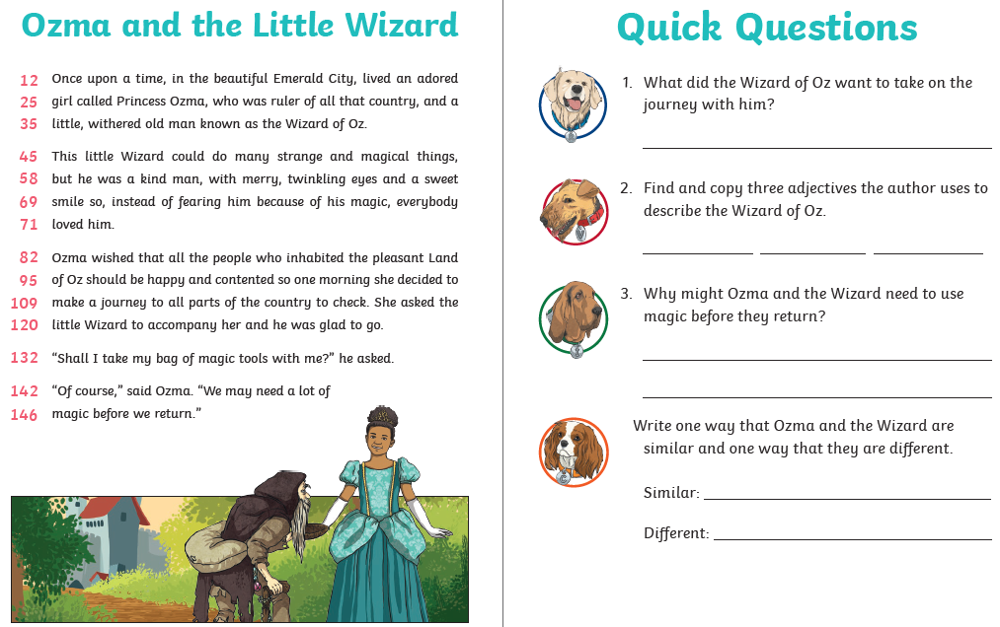 Ozma and the Little Wizard
12 Once upon a time, in the beautiful Emerald City, lived an adored
25 girl called Princess Ozma, who was ruler of all that country, and a
35 little, withered old man known as the Wizard of Oz.
45 This little Wizard could do many strange and magical things,
58 but he was a kind man, with merry, twinkling eyes and a sweet
69 smile so, instead of fearing him because of his magic, everybody
71 loved him.
82 Ozma wished that all the people who inhabited the pleasant Land
95 of Oz should be happy and contented so one morning she decided to
109 make a journey to all parts of the country to check. She asked the
120 little Wizard to accompany her and he was glad to go.
132 “Shall I take my bag of magic tools with me?” he asked.
142 “Of course,” said Ozma. “We may need a lot of
146 magic before we return.”
Quick Questions
1. What did the Wizard of Oz want to take on the
journey with him?
2. Find and copy three adjectives the author uses to
describe the Wizard of Oz.
3. Why might Ozma and the Wizard need to use
magic before they return?
Write one way that Ozma and the Wizard are
similar and one way that they are different.
Similar:
Different: